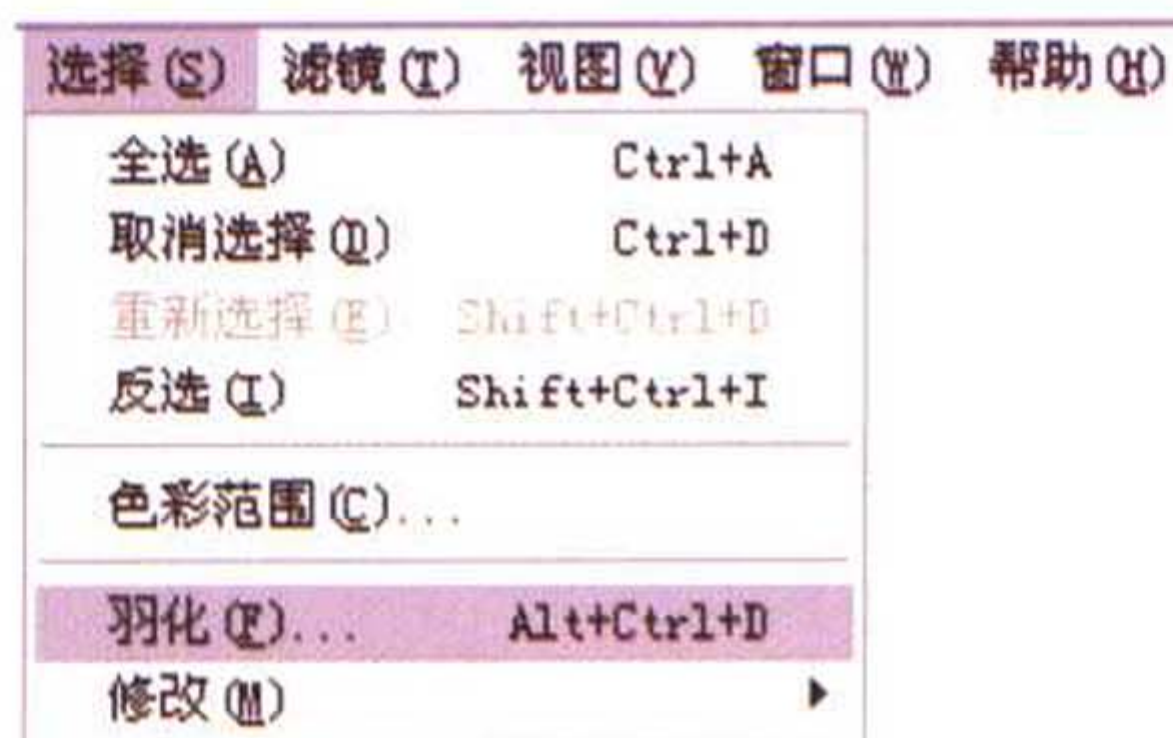 选择(S) 滤镜(T) 视图(V) 窗口(W) 帮助(H)
全选(A) Ctrl+A
取消选择(D) Ctrl+D
重新选择(E) Shift+Ctrl+D
反选(I) Shift+Ctrl+I
色彩范围(C)...
羽化(F)... Alt+Ctrl+D
修改(M)